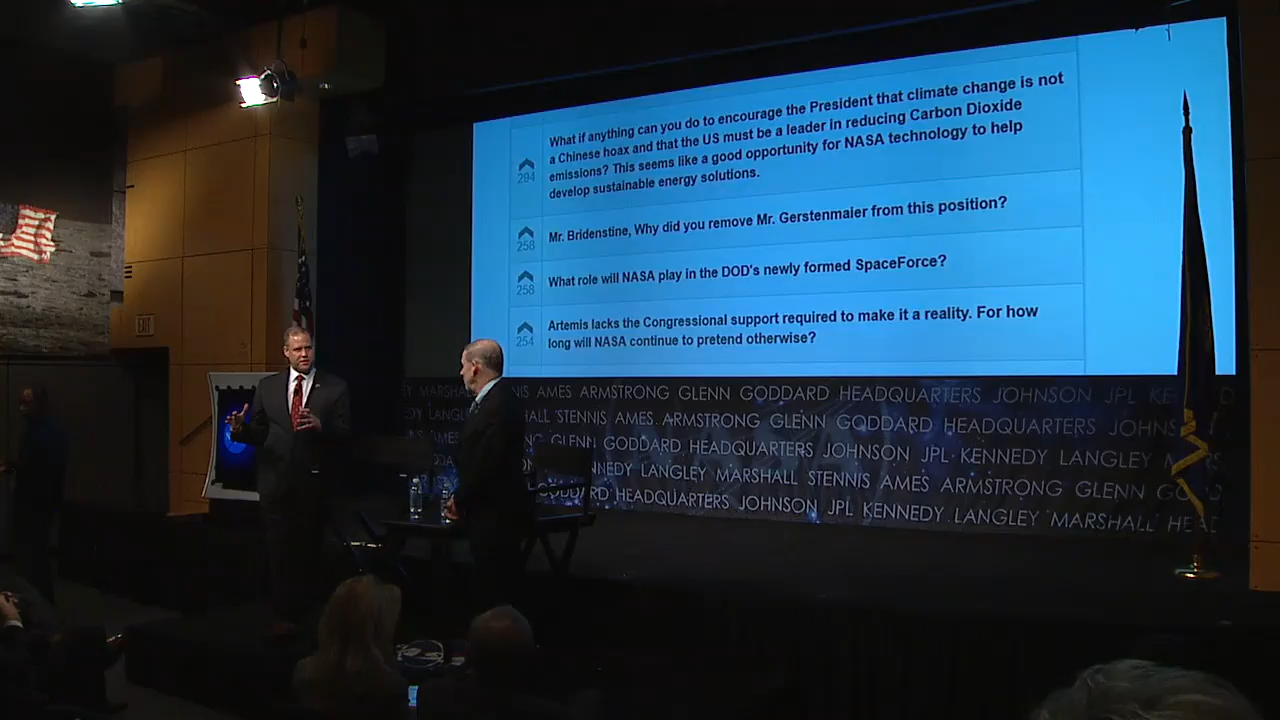 What if anything can you do to encourage the President that climate change is not
a Chinese hoax and that the US must be a leader in reducing Carbon Dioxide
emissions? This seems like a good opportunity for NASA technology to help
develop sustainable energy solutions.
294
Mr. Bridenstine, Why did you remove Mr. Gerstenmaier from this position?
258
What role will NASA play in the DOD's newly formed SpaceForce?
258
Artemis lacks the Congressional support required to make it a reality. For how
long will NASA continue to pretend otherwise?
254
EXIT
STENNIS AMES ARMSTRONG GLENN GODDARD HEADQUARTERS JOHNSON JPL
STENNIS AMES ARMSTRONG GLENN GODDARD HEADQUARTERS JOHNSON JPL KENNEDY
GLENN GODDARD HEADQUARTERS JOHNSON JPL KENNEDY LANGLEY
LANGLEY MARSHALL STENNIS AMES ARMSTRONG GLENN
HEADQUARTERS JOHNSON JPL KENNEDY LANGLEY MARSHALL